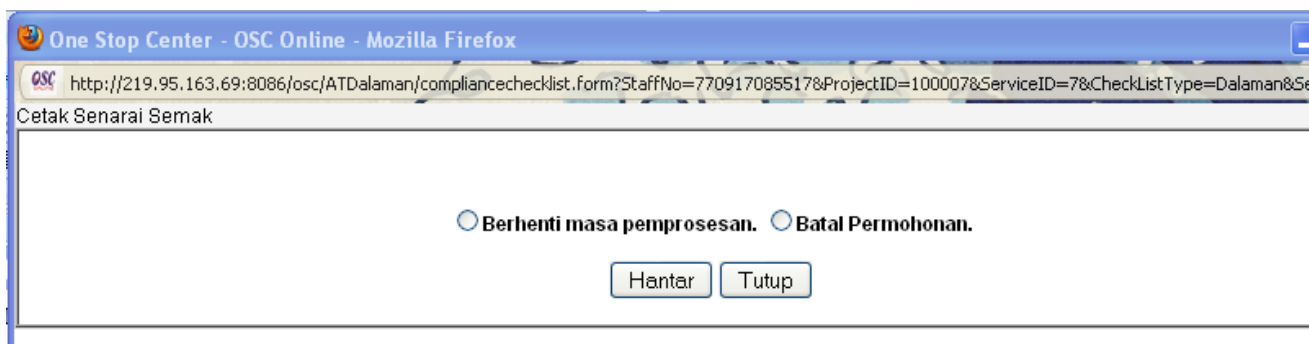 One Stop Center - OSC Online - Mozilla Firefox
OSC http://219.95.163.69:8086/osc/ATDalaman/compliancechecklist.form?StaffNo=770917085517&ProjectID=100007&ServiceID=7&CheckListType=Dalaman&Se
Cetak Senarai Semak
Berhenti masa pemprosesan. Batal Permohonan.
Hantar Tutup